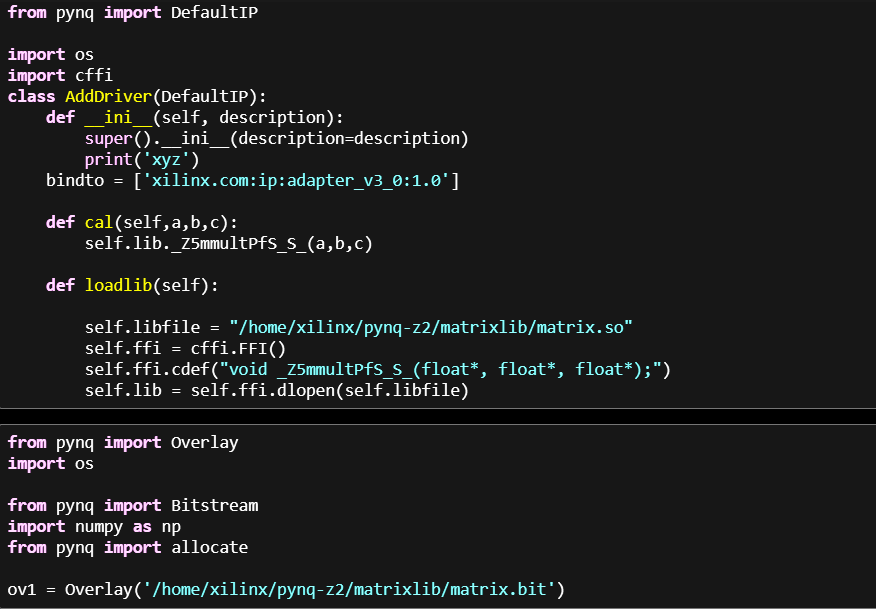 from pynq import DefaultIP
import os
import cffi
class AddDriver(DefaultIP):
    def __ini__(self, description):
        super().__ini__(description=description)
        print('xyz')
    bindto = ['xilinx.com:ip:adapter_v3_0:1.0']
    def cal(self,a,b,c):
        self.lib._Z5mmultPfS_S_(a,b,c)
    def loadlib(self):
        self.libfile = "/home/xilinx/pynq-z2/matrixlib/matrix.so"
        self.ffi = cffi.FFI()
        self.ffi.cdef("void _Z5mmultPfS_S_(float*, float*, float*);")
        self.lib = self.ffi.dlopen(self.libfile)
from pynq import Overlay
import os
from pynq import Bitstream
import numpy as np
from pynq import allocate
ov1 = Overlay('/home/xilinx/pynq-z2/matrixlib/matrix.bit')